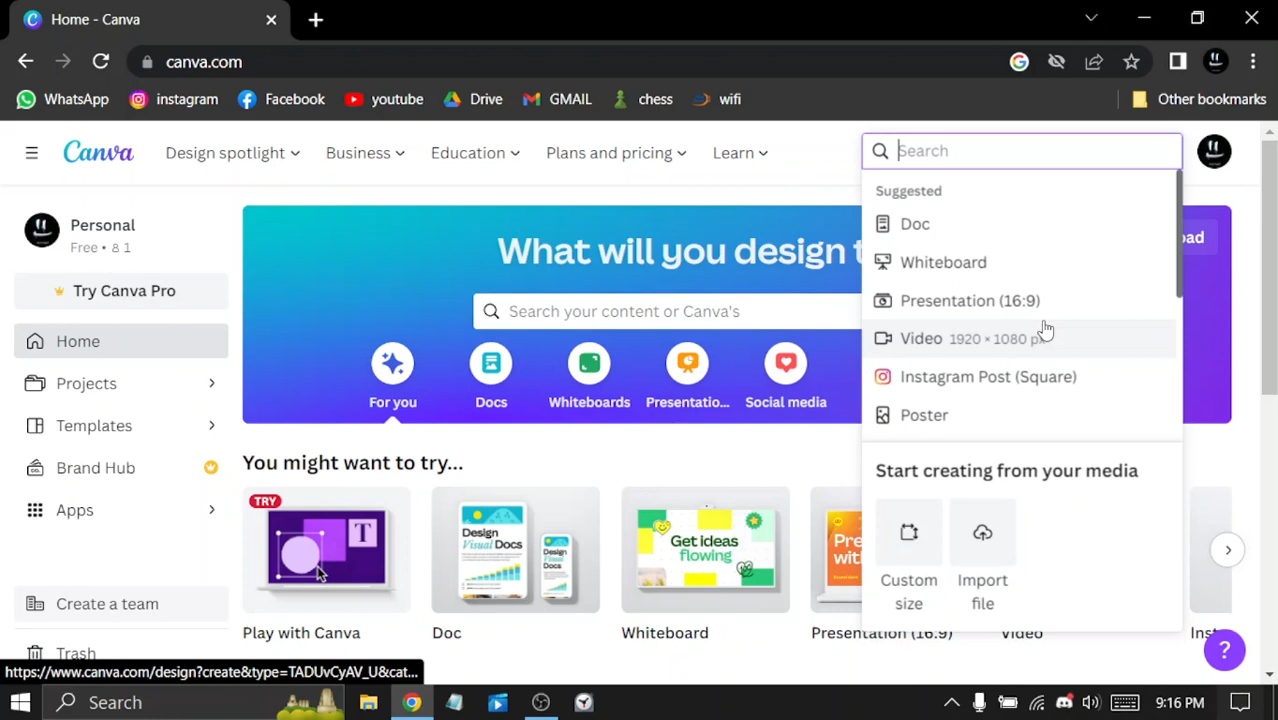 Home - Canva
canva.com
WhatsApp
instagram
Facebook
youtube
Drive
GMAIL
chess
wifi
Other bookmarks
Canva
Design spotlight
Business
Education
Plans and pricing
Learn
Search
Personal
Free • 1
Try Canva Pro
Home
Projects
Templates
Brand Hub
Apps
Create a team
Trash
What will you design
Search your content or Canva's
For you
Docs
Whiteboards
Presentatio...
Social media
Suggested
Doc
Whiteboard
Presentation (16:9)
Video 1920 × 1080 px
Instagram Post (Square)
Poster
Start creating from your media
Custom
size
Import
file
You might want to try...
TRY
T
Play with Canva
Design
Visual Docs
Design
Visual
Docs
Doc
Get ideas
flowing
Whiteboard
Presentation (16:9)
Video
?
https://www.canva.com/design?create&type=TADUvCyAV_U&cat...
Search
9:16 PM